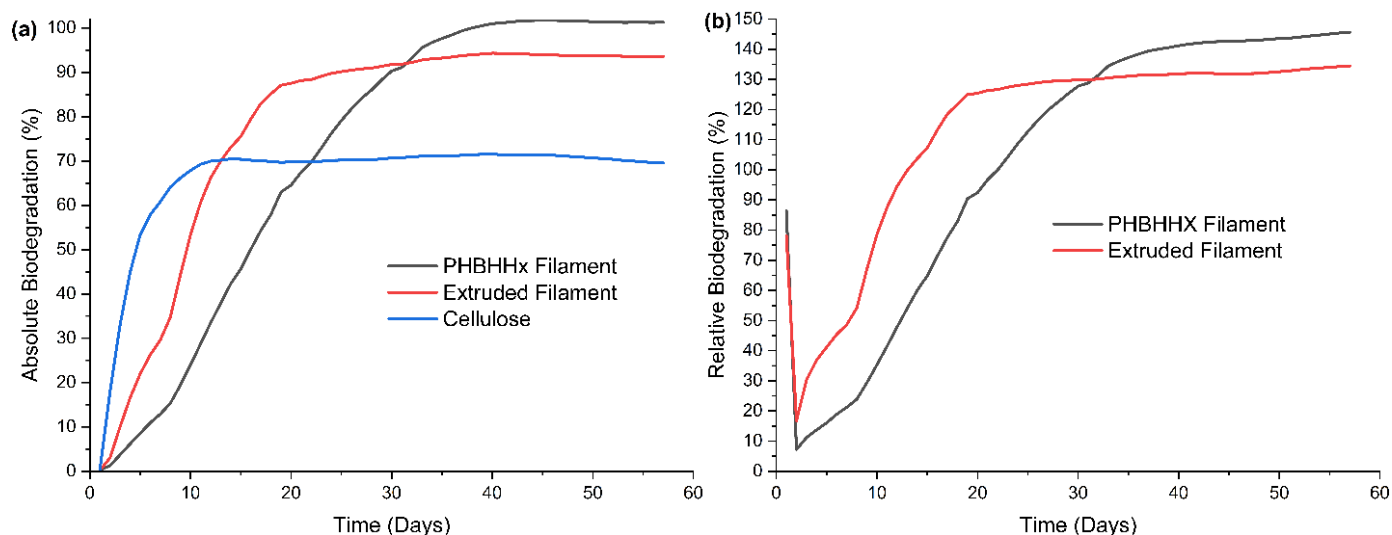 (a)
Absolute Biodegradation (%)
100
90
80
70
60
50
40
30
20
10
0
PHBHHx Filament
Extruded Filament
Cellulose
0 10 20 30 40 50 60
Time (Days)
(b)
Relative Biodegradation (%)
150
140
130
120
110
100
90
80
70
60
50
40
30
20
10
0
PHBHHX Filament
Extruded Filament
0 10 20 30 40 50 60
Time (Days)